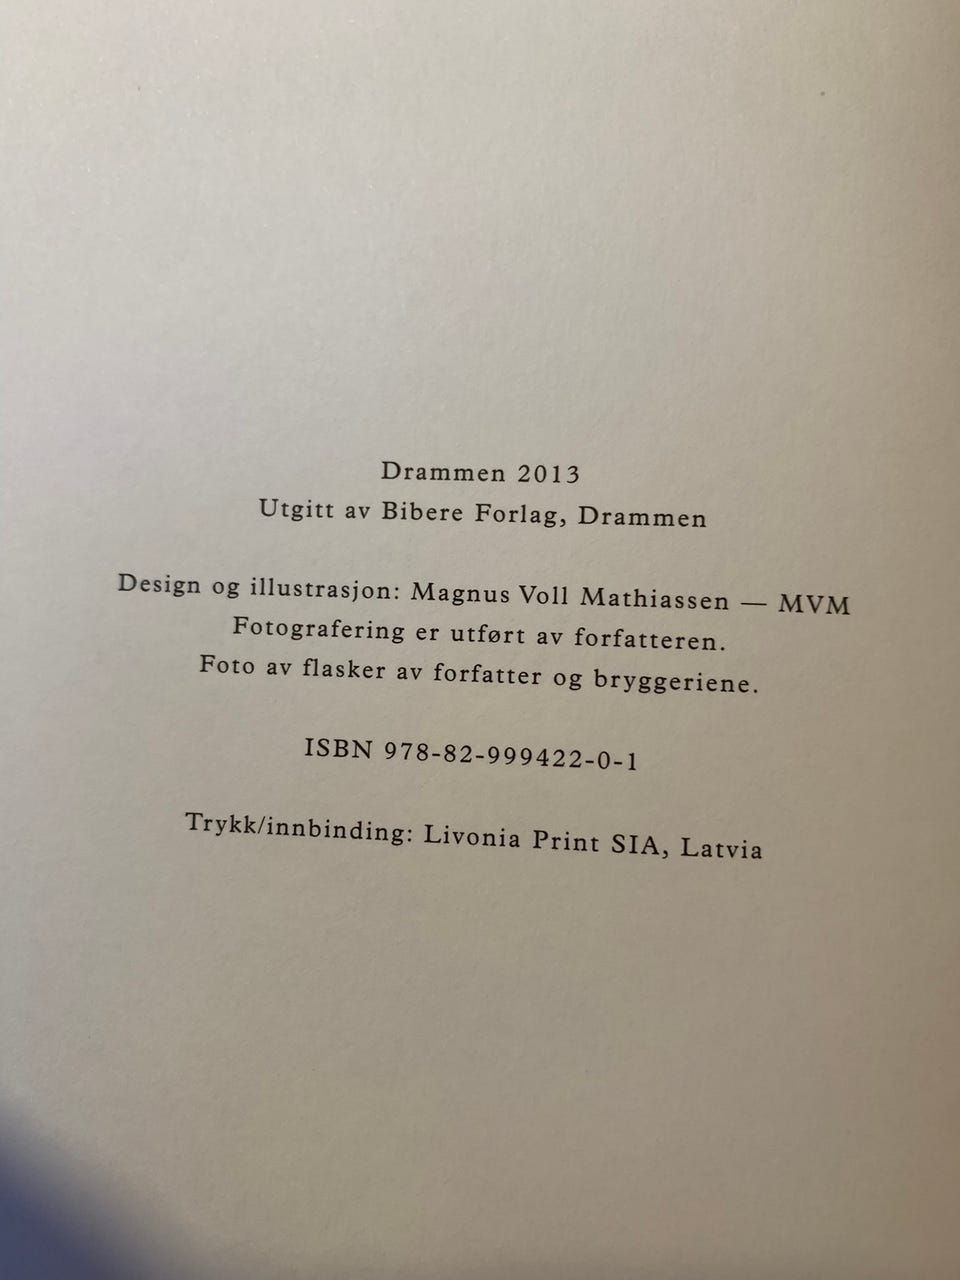 Drammen 2013
Utgitt av Bibere Forlag, Drammen
Design og illustrasjon: Magnus Voll Mathiassen — MVM
Fotografering er utført av forfatteren.
Foto av flasker av forfatter og bryggeriene.
ISBN 978-82-999422-0-1
Trykk/innbinding: Livonia Print SIA, Latvia